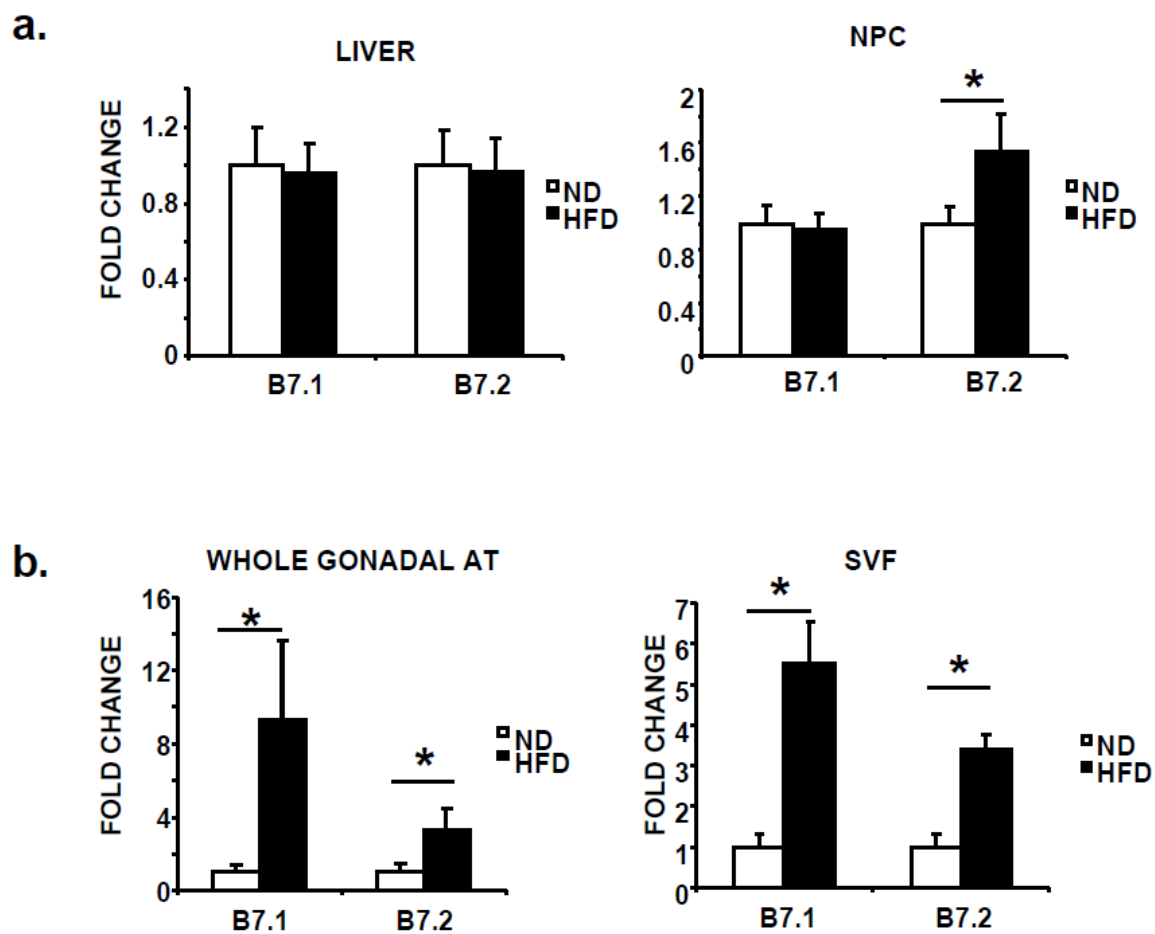 a.
LIVER
FOLD CHANGE
1.2
0.8
0.4
0
B7.1 B7.2
ND
HFD
NPC
*
2
1.6
1.2
0.8
0.4
0
B7.1 B7.2
ND
HFD
b.
WHOLE GONADAL AT
FOLD CHANGE
16
12
8
4
0
*
*
B7.1 B7.2
ND
HFD
SVF
FOLD CHANGE
7
6
5
4
3
2
1
0
*
*
B7.1 B7.2
ND
HFD